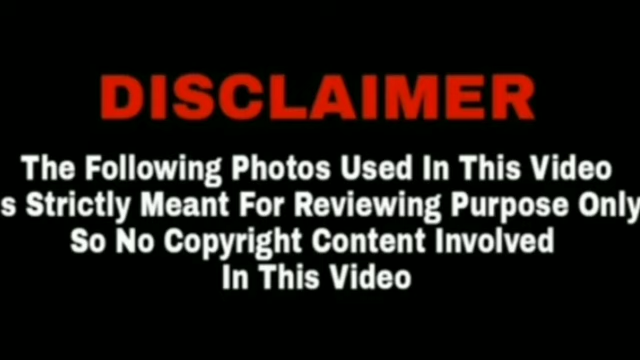 DISCLAIMER
The Following Photos Used In This Video
s Strictly Meant For Reviewing Purpose Only
So No Copyright Content Involved
In This Video